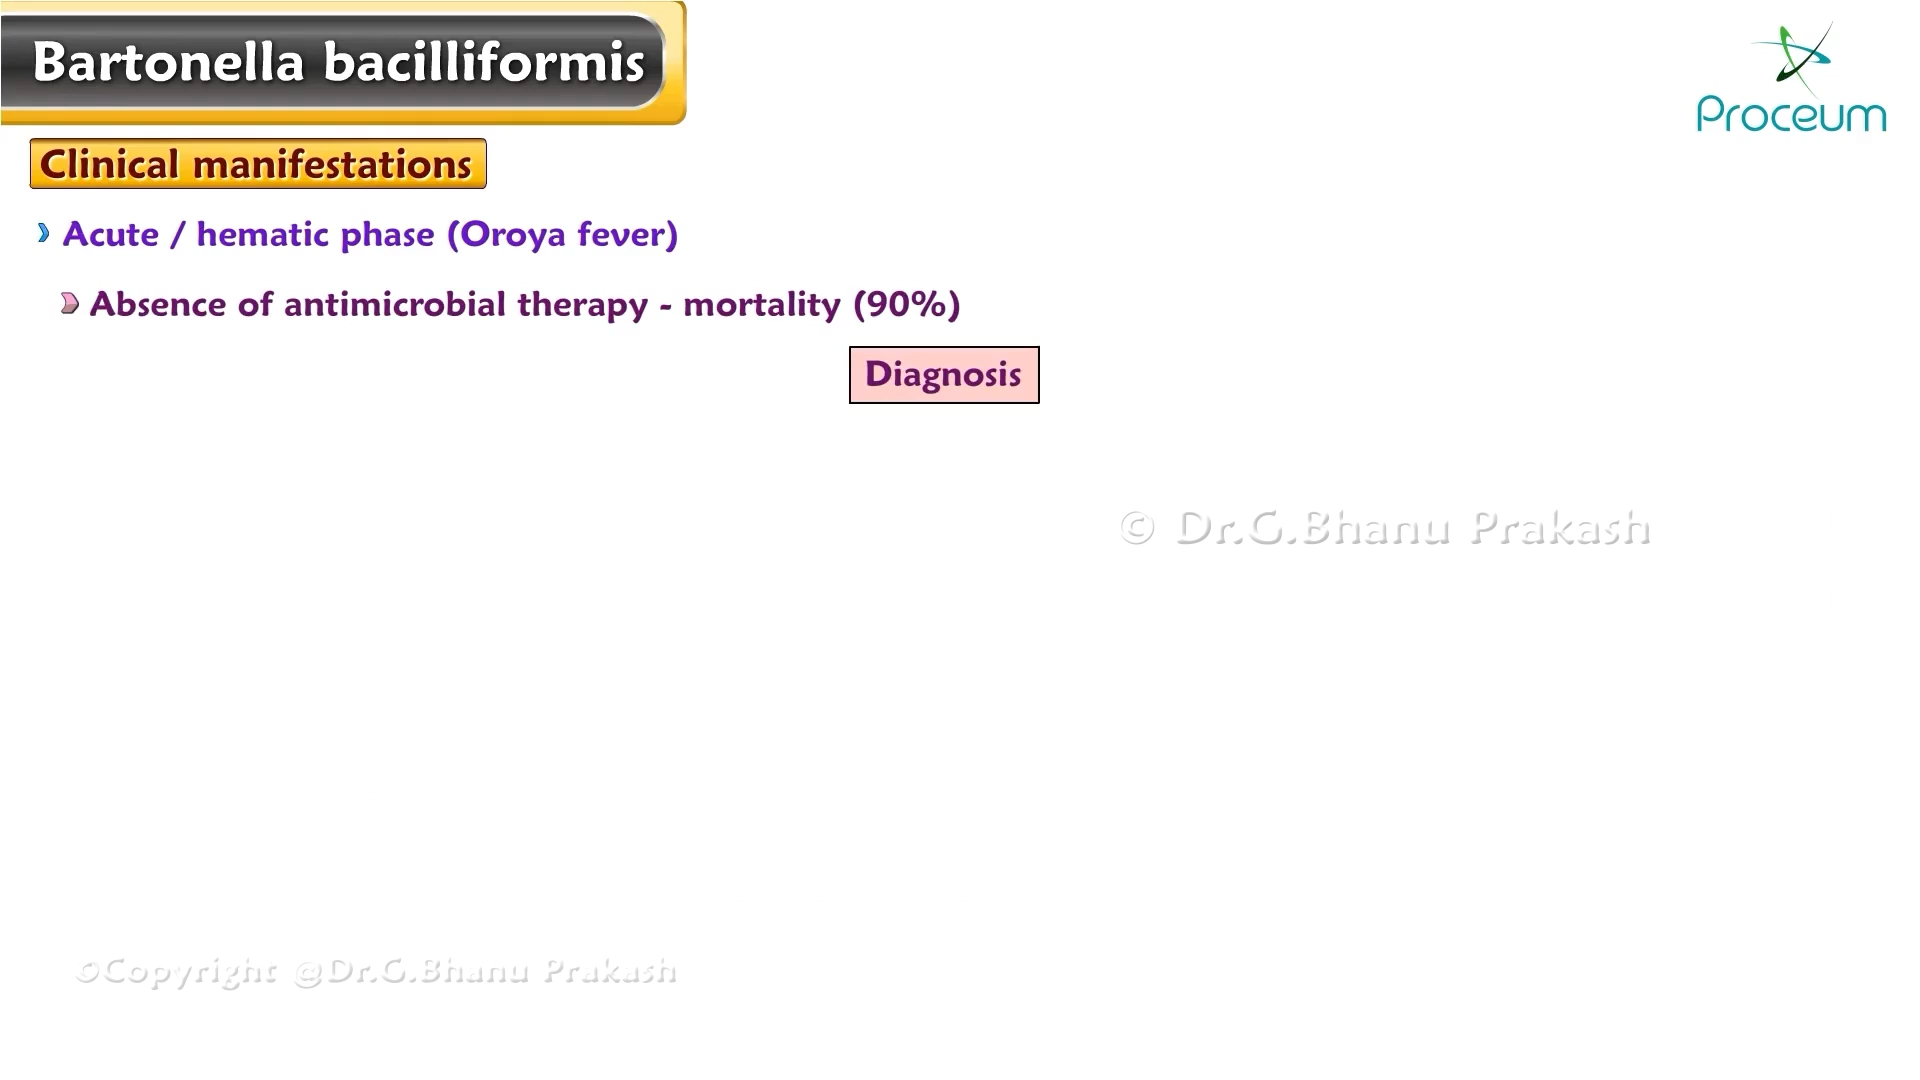 Bartonella bacilliformis
Proceum
Clinical manifestations
Acute / hematic phase (Oroya fever)
Absence of antimicrobial therapy - mortality (90%)
Diagnosis
© Dr.G.Bhanu Prakash
©Copyright @Dr.G.Bhanu Prakash